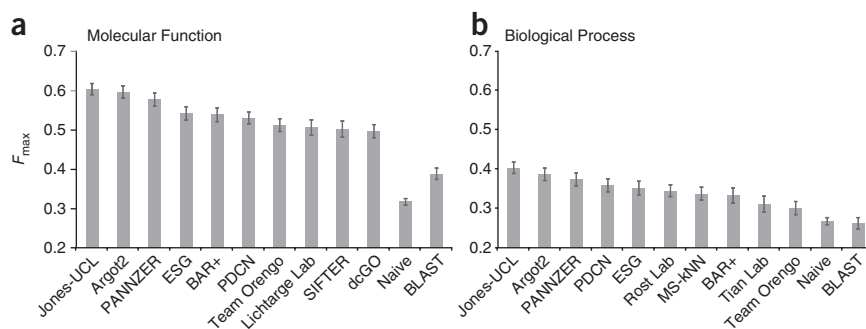 a
Molecular Function
0.7
0.6
0.5
0.4
0.3
0.2
Fmax
Jones-UCL
Argot2
PANNZER
ESG
BAR+
PDCN
Team Orengo
Lichtarge Lab
SIFTER
dcGO
Naive
BLAST
b
Biological Process
0.7
0.6
0.5
0.4
0.3
0.2
Jones-UCL
Argot2
PANNZER
PDCN
ESG
Rost Lab
MS-kNN
BAR+
Tian Lab
Team Orengo
Naive
BLAST